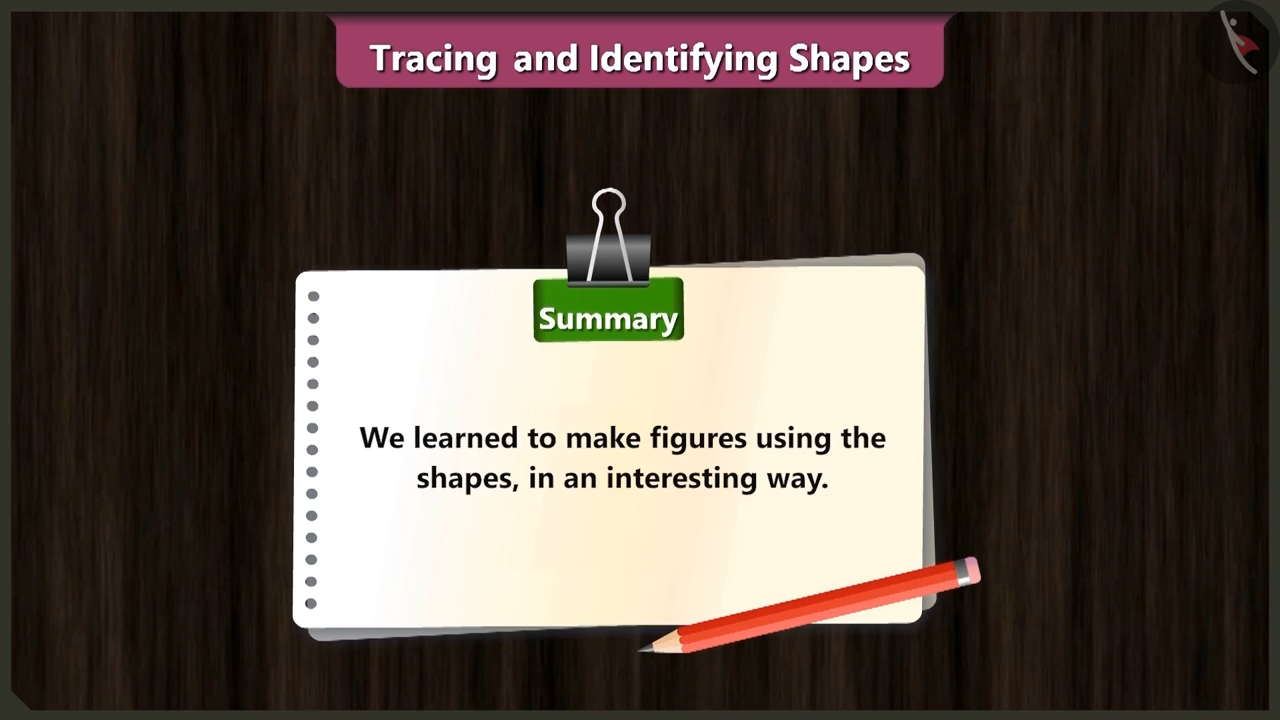 Tracing and Identifying Shapes
Summary
We learned to make figures using the
shapes, in an interesting way.